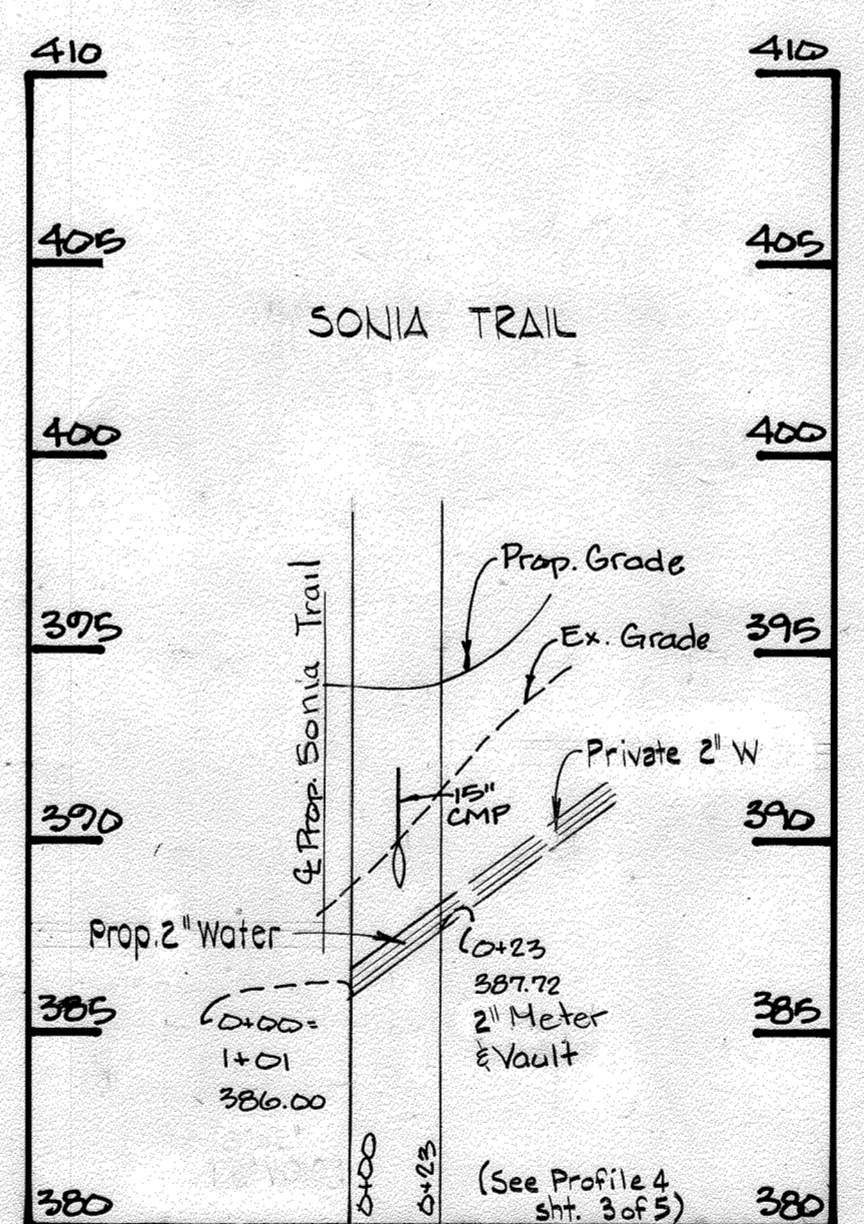 410
410
405
405
SONIA TRAIL
400
400
Prop. Grade
395
Ex. Grade
395
℄ Prop. Sonia Trail
Private 2" W
15"
CMP
390
390
Prop. 2" Water
0+23
387.72
2" Meter
& Vault
385
385
0+00=
1+01
386.00
0+00
0+23
(See Profile 4
sht. 3 of 5)
380
380